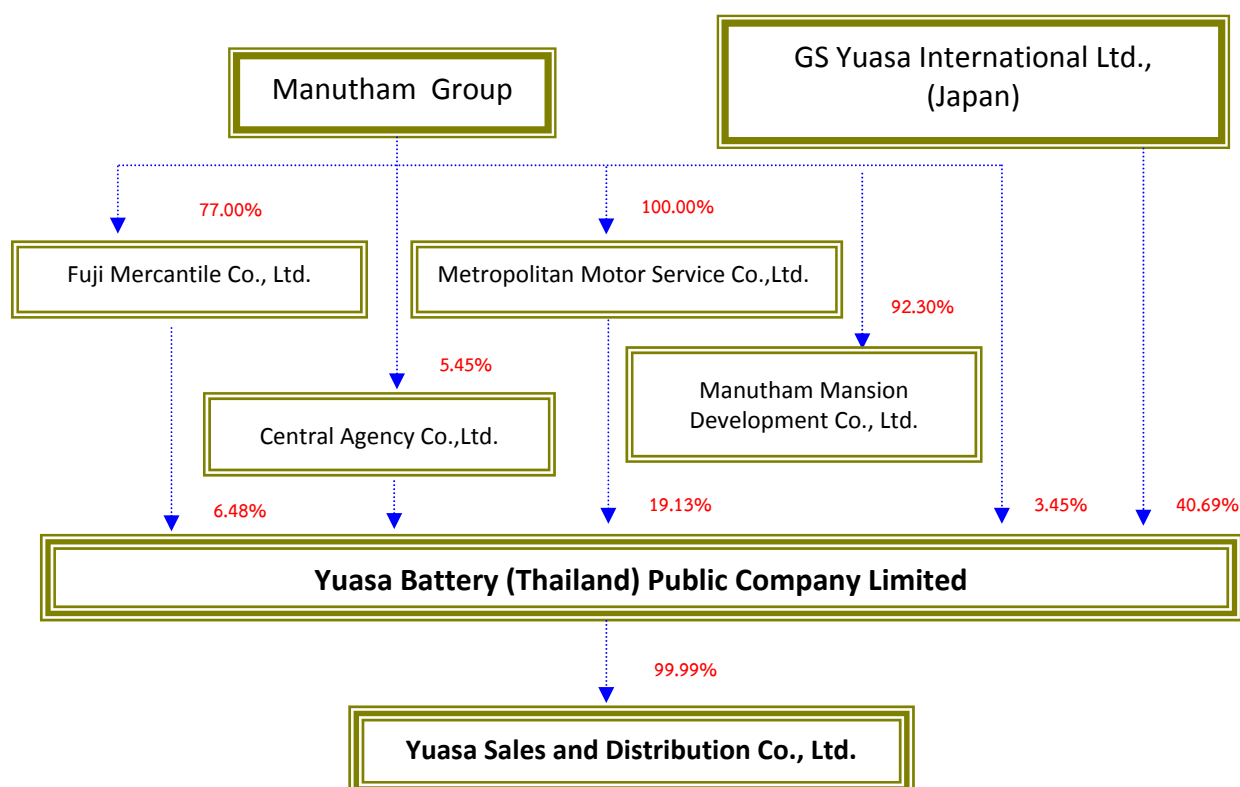 Manutham Group
GS Yuasa International Ltd.,
(Japan)
77.00%
100.00%
Fuji Mercantile Co., Ltd.
Metropolitan Motor Service Co.,Ltd.
92.30%
5.45%
Manutham Mansion
Development Co., Ltd.
Central Agency Co.,Ltd.
6.48%
19.13%
3.45%
40.69%
Yuasa Battery (Thailand) Public Company Limited
99.99%
Yuasa Sales and Distribution Co., Ltd.